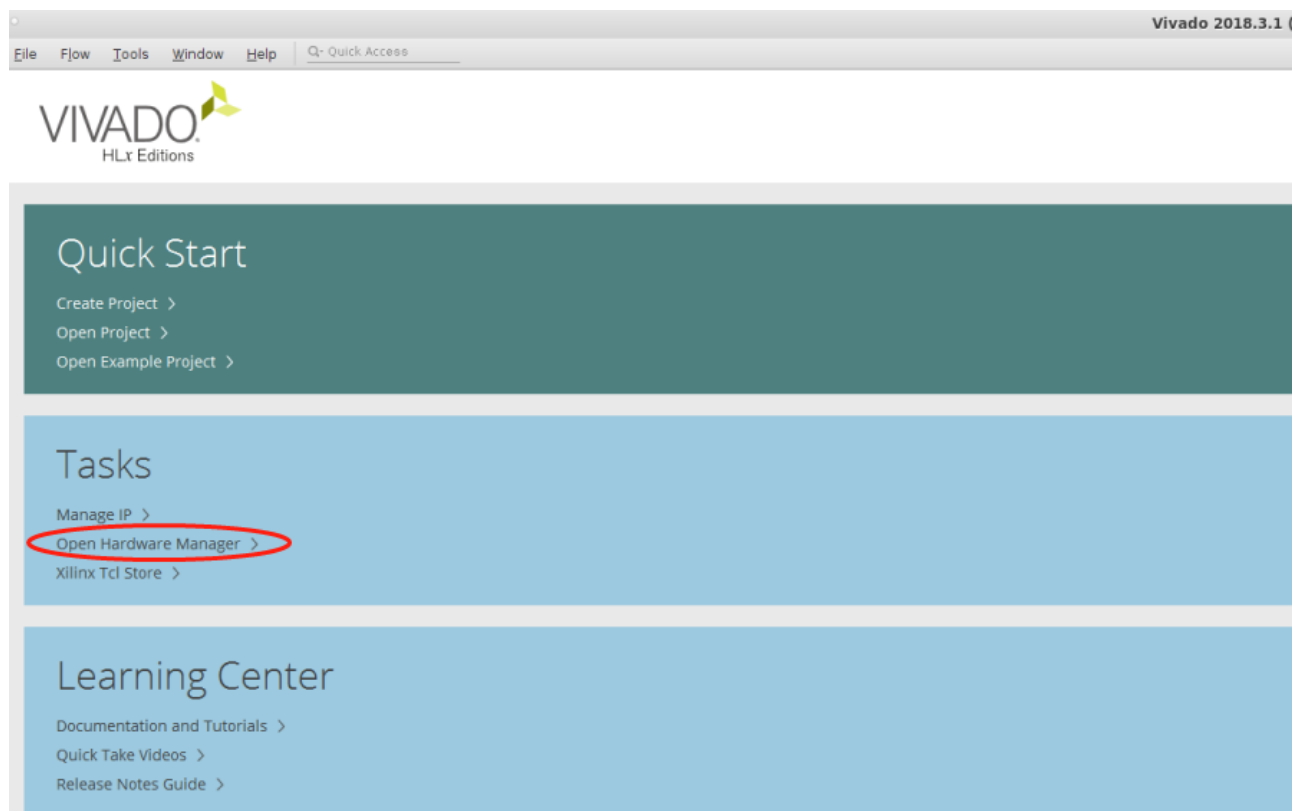 Vivado 2018.3.1 (
File Flow Tools Window Help Q- Quick Access
VIVADO.
HLx Editions
Quick Start
Create Project >
Open Project >
Open Example Project >
Tasks
Manage IP >
Open Hardware Manager >
Xilinx Tcl Store >
Learning Center
Documentation and Tutorials >
Quick Take Videos >
Release Notes Guide >